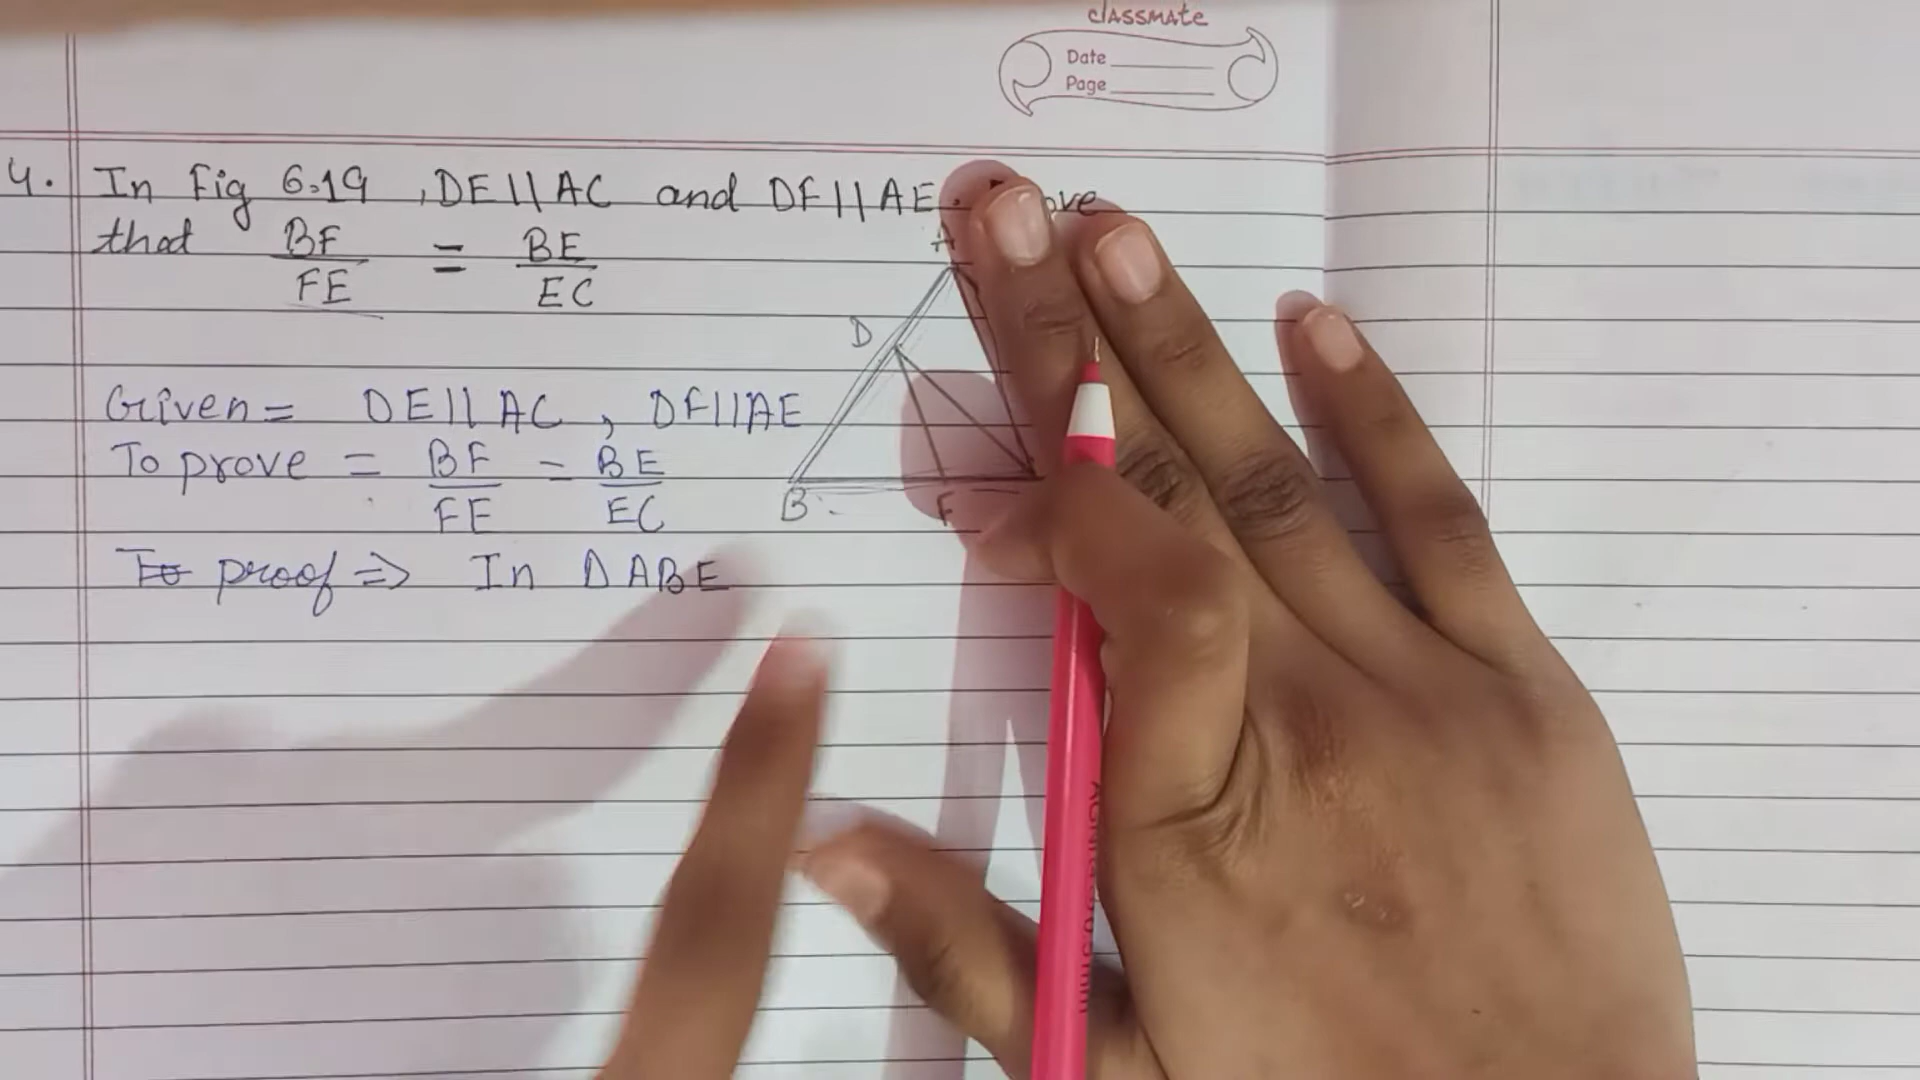 classmate
Date
Page
4. In Fig 6.19 , DE || AC and DF || AE.
that BF/FE = BE/EC
A
D
B
F
Given = DE || AC , DF || AE
To prove = BF/FE = BE/EC
To proof => In Δ ABE